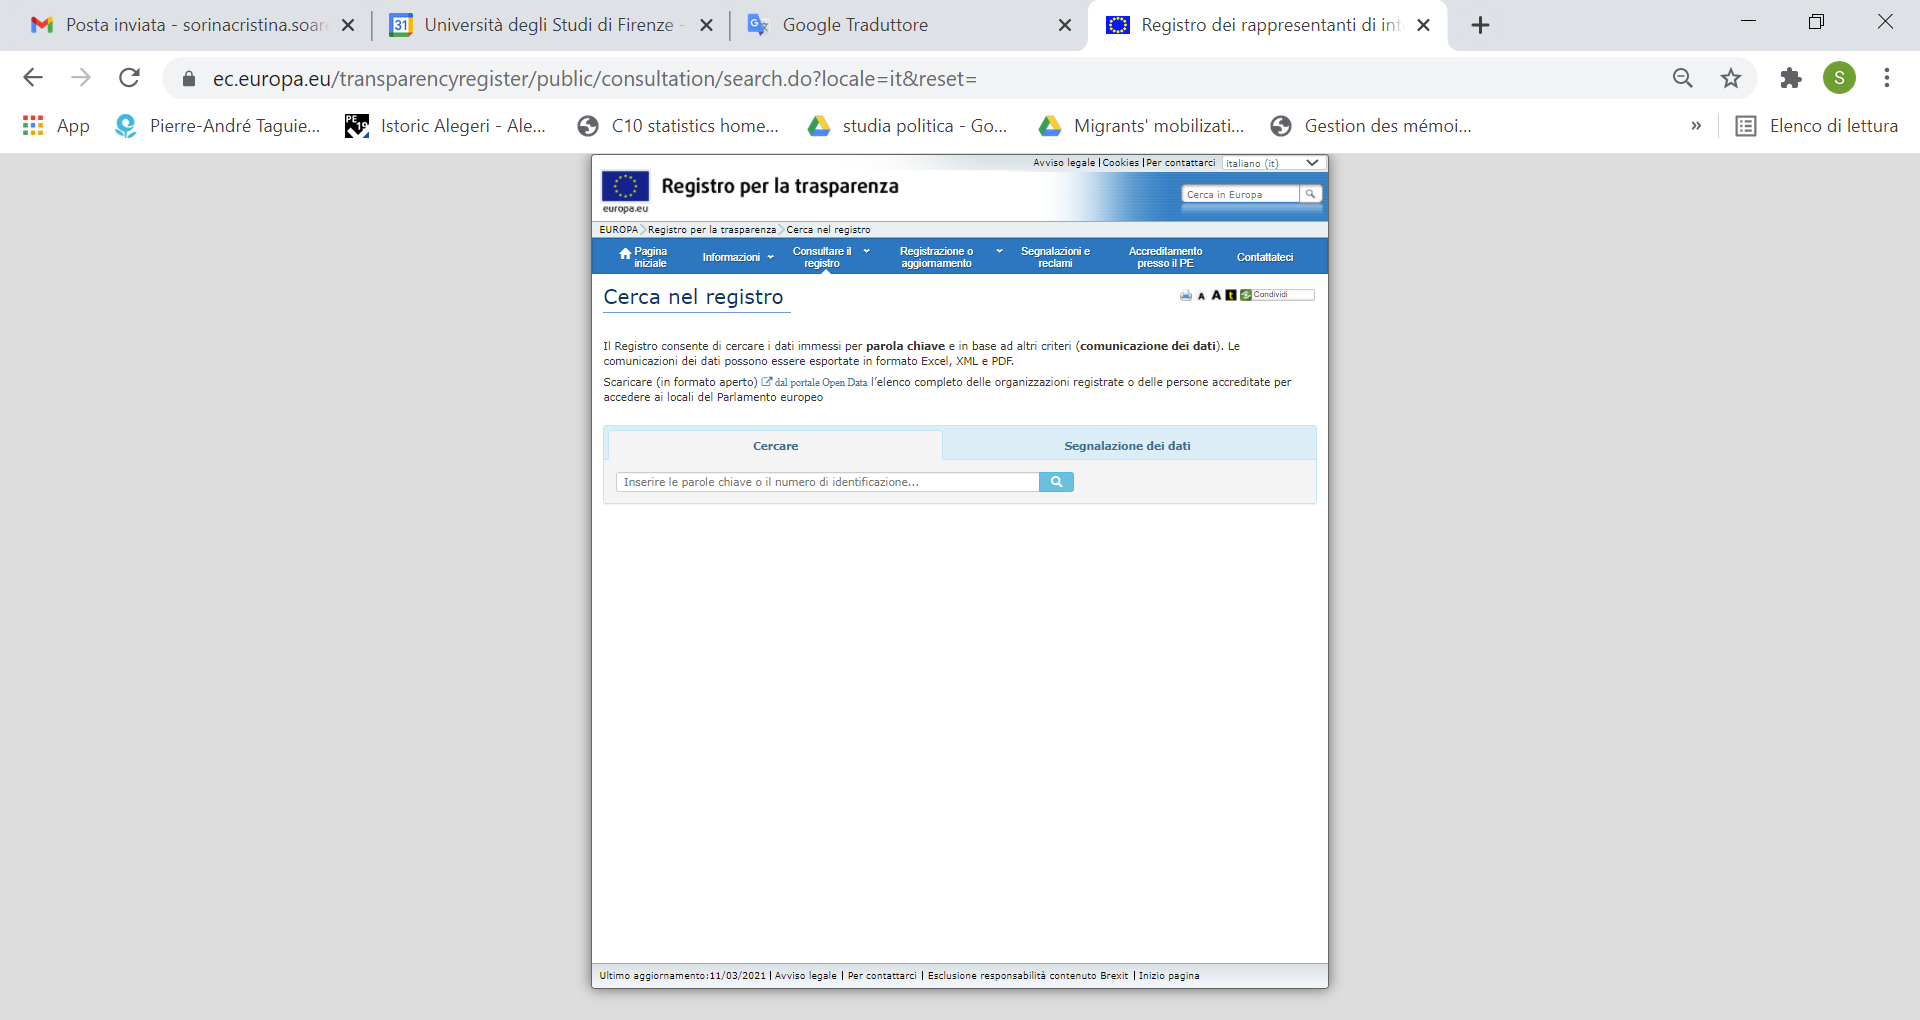 Posta inviata - sorinacristina.soar
Università degli Studi di Firenze -
Google Traduttore
Registro dei rappresentanti di int
ec.europa.eu/transparencyregister/public/consultation/search.do?locale=it&reset=
S
App
Pierre-André Taguie...
Istoric Alegeri - Ale...
C10 statistics home...
studia politica - Go...
Migrants' mobilizati...
Gestion des mémoi...
»
Elenco di lettura
Avviso legale | Cookies | Per contattarci
italiano (it)
europa.eu
Registro per la trasparenza
Cerca in Europa
EUROPA Registro per la trasparenza Cerca nel registro
Pagina iniziale
Informazioni
Consultare il registro
Registrazione o aggiornamento
Segnalazioni e reclami
Accreditamento presso il PE
Contattateci
Cerca nel registro
A A t Condividi
Il Registro consente di cercare i dati immessi per parola chiave e in base ad altri criteri (comunicazione dei dati). Le
comunicazioni dei dati possono essere esportate in formato Excel, XML e PDF.
Scaricare (in formato aperto) dal portale Open Data l'elenco completo delle organizzazioni registrate o delle persone accreditate per
accedere ai locali del Parlamento europeo
Cercare
Segnalazione dei dati
Inserire le parole chiave o il numero di identificazione...
Ultimo aggiornamento:11/03/2021 | Avviso legale | Per contattarci | Esclusione responsabilità contenuto Brexit | Inizio pagina